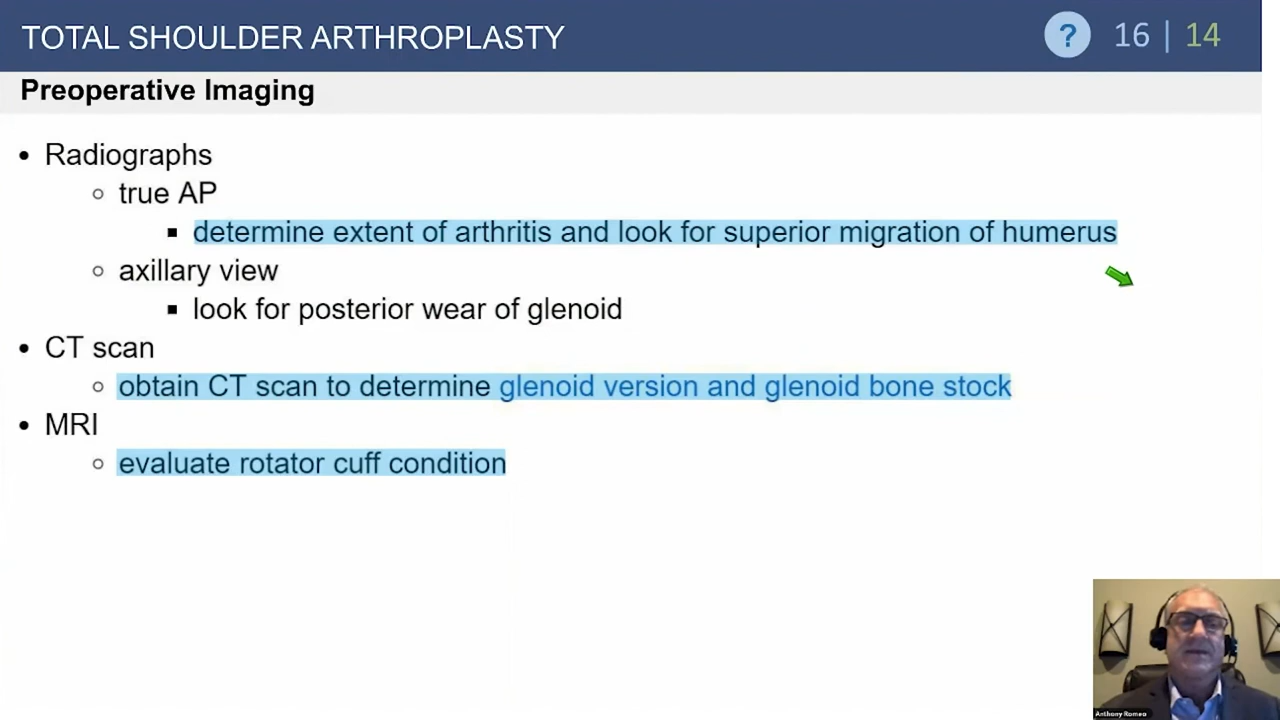 TOTAL SHOULDER ARTHROPLASTY
? 16 | 14
Preoperative Imaging
• Radiographs
○ true AP
▪ determine extent of arthritis and look for superior migration of humerus
○ axillary view
▪ look for posterior wear of glenoid
• CT scan
○ obtain CT scan to determine glenoid version and glenoid bone stock
• MRI
○ evaluate rotator cuff condition
Anthony Romeo